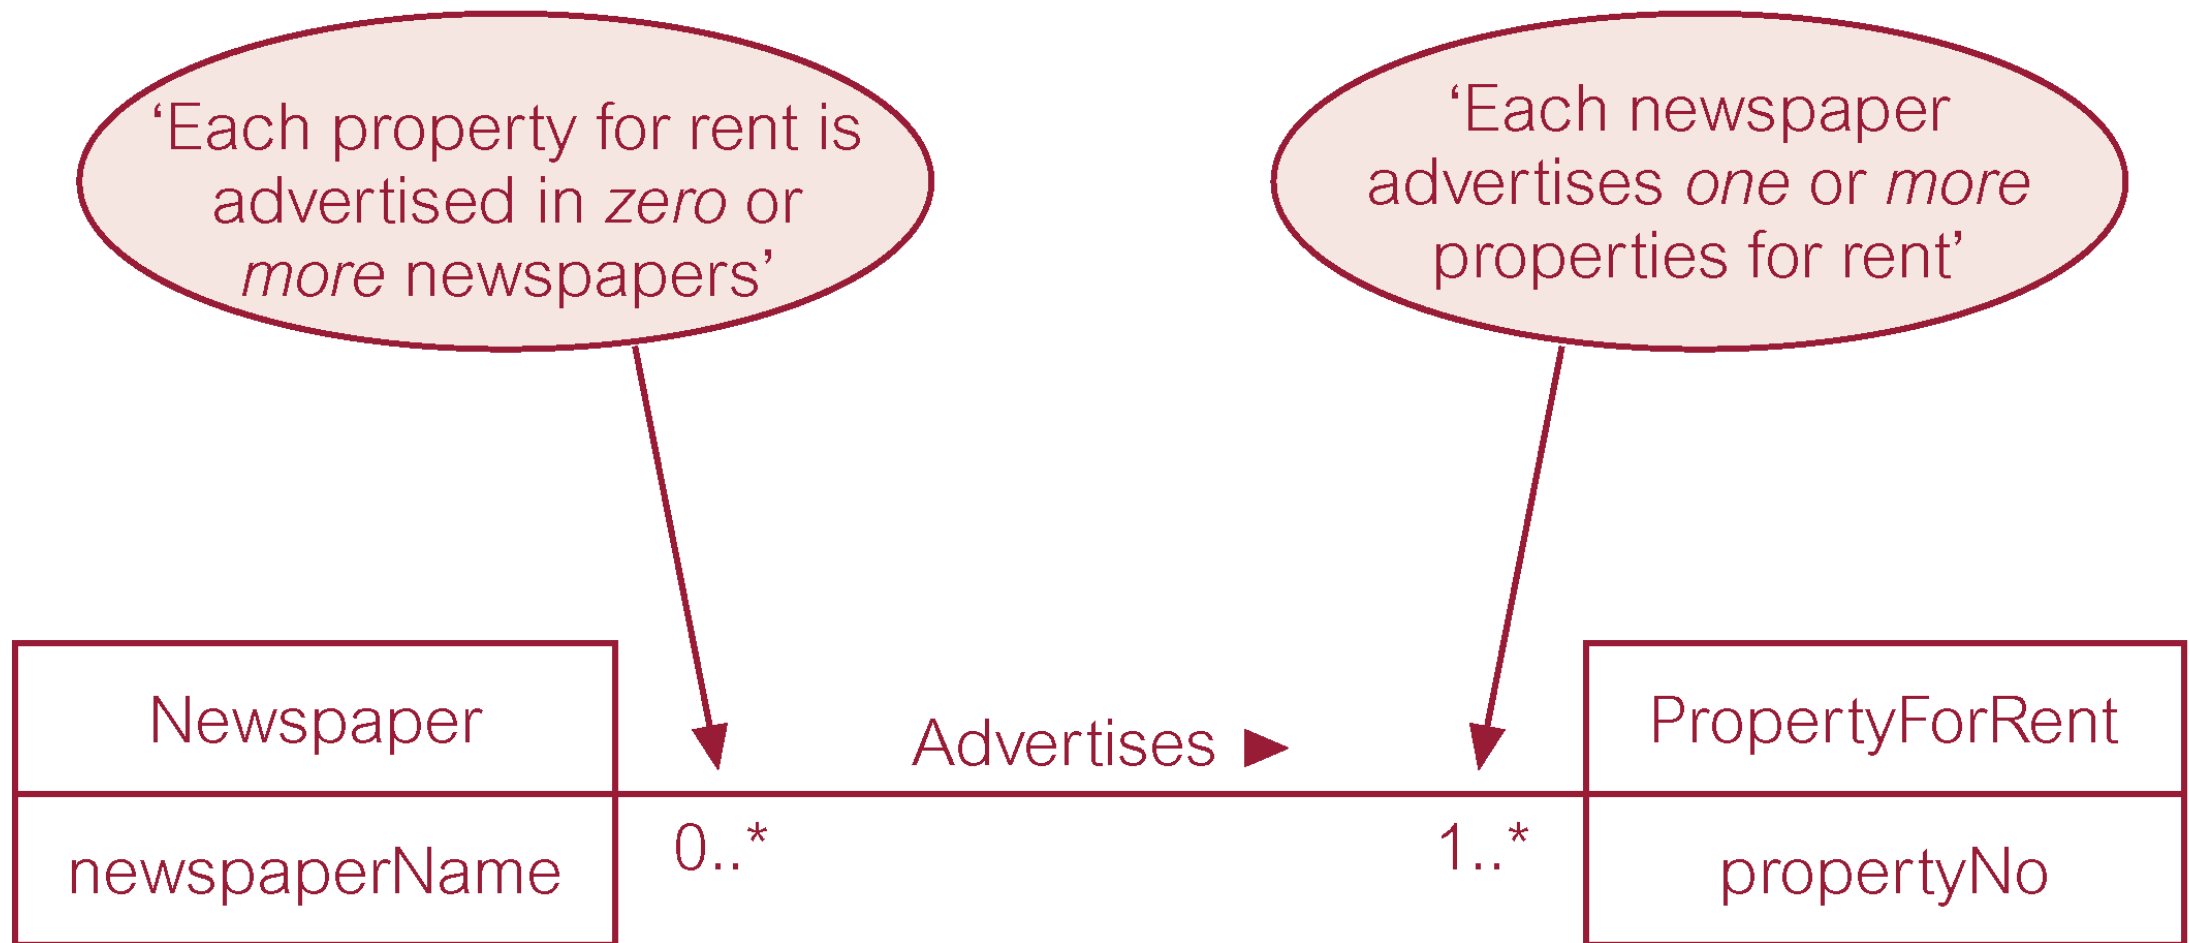 ‘Each property for rent is
advertised in zero or
more newspapers’
‘Each newspaper
advertises one or more
properties for rent’
Newspaper
newspaperName
Advertises ►
0..*
1..*
PropertyForRent
propertyNo